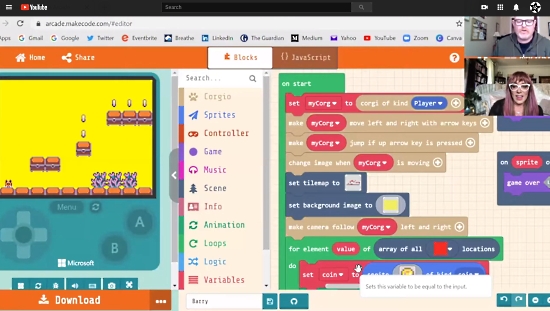 YouTube
Search
arcade.makecode.com/#editor
Apps
Google
Twitter
Eventbrite
Breathe
LinkedIn
The Guardian
Medium
Yahoo
YouTube
Zoom
Canva
Home
Share
Blocks
JavaScript
Search...
Corgio
Sprites
Controller
Game
Music
Scene
Info
Animation
Loops
Logic
Variables
on start
set myCorg to corgi of kind Player
make myCorg move left and right with arrow keys
make myCorg jump if up arrow key is pressed
change image when myCorg is moving
set tilemap to
set background image to
make camera follow myCorg left and right
for element value of array of all locations
do
set coin to sprite of kind coin
Sets this variable to be equal to the input.
on sprite
game over
Menu
A
B
Microsoft
Download
Barry